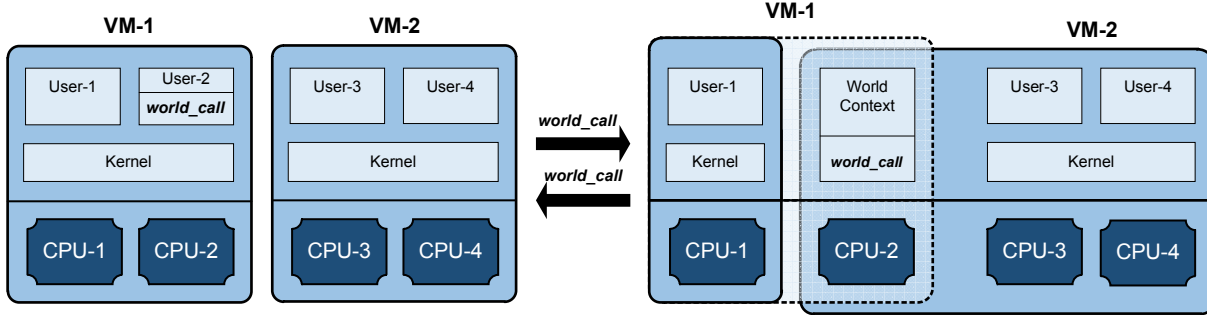 VM-1
VM-2
User-1
User-2
world_call
User-3
User-4
Kernel
Kernel
CPU-1
CPU-2
CPU-3
CPU-4
world_call
world_call
VM-1
VM-2
User-1
World
Context
world_call
User-3
User-4
Kernel
Kernel
CPU-1
CPU-2
CPU-3
CPU-4